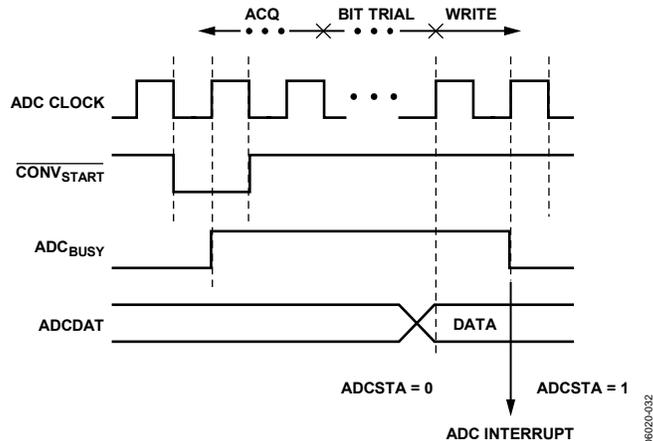 ACQ BIT TRIAL WRITE
ADC CLOCK
CONVSTART
ADCBUSY
ADCDAT
DATA
ADCSTA = 0 ADCSTA = 1
ADC INTERRUPT
06020-032